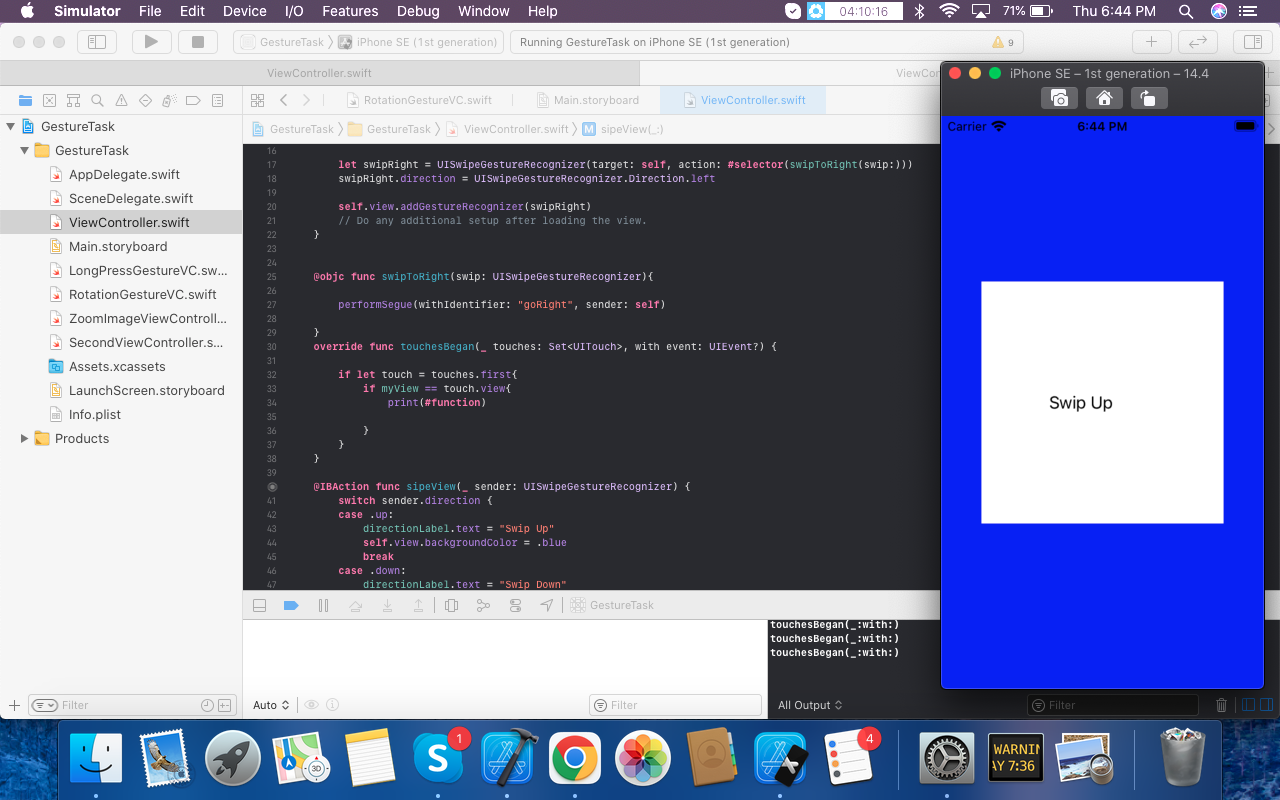 Simulator File Edit Device I/O Features Debug Window Help 04:10:16 71% Thu 6:44 PM
GestureTask iPhone SE (1st generation) Running GestureTask on iPhone SE (1st generation) 9
ViewController.swift
ViewCo
iPhone SE – 1st generation – 14.4
RotationGestureVC.swift Main.storyboard ViewController.swift
GestureTask GestureTask ViewController.swift M sipeView(_:)
GestureTask
GestureTask
AppDelegate.swift
SceneDelegate.swift
ViewController.swift
Main.storyboard
LongPressGestureVC.sw...
RotationGestureVC.swift
ZoomImageViewControll...
SecondViewController.s...
Assets.xcassets
LaunchScreen.storyboard
Info.plist
Products
Filter
16
17 let swipRight = UISwipeGestureRecognizer(target: self, action: #selector(swipToRight(swip:)))
18 swipRight.direction = UISwipeGestureRecognizer.Direction.left
19
20 self.view.addGestureRecognizer(swipRight)
21 // Do any additional setup after loading the view.
22 }
23
24
25 @objc func swipToRight(swip: UISwipeGestureRecognizer){
26
27 performSegue(withIdentifier: "goRight", sender: self)
28
29 }
30 override func touchesBegan(_ touches: Set<UITouch>, with event: UIEvent?) {
31
32 if let touch = touches.first{
33 if myView == touch.view{
34 print(#function)
35
36 }
37 }
38 }
39
@IBAction func sipeView(_ sender: UISwipeGestureRecognizer) {
41 switch sender.direction {
42 case .up:
43 directionLabel.text = "Swip Up"
44 self.view.backgroundColor = .blue
45 break
46 case .down:
47 directionLabel.text = "Swip Down"
GestureTask
touchesBegan(_:with:)
touchesBegan(_:with:)
touchesBegan(_:with:)
Auto Filter All Output Filter
Carrier 6:44 PM
Swip Up
1
3D
4
WARNIN
AY 7:36